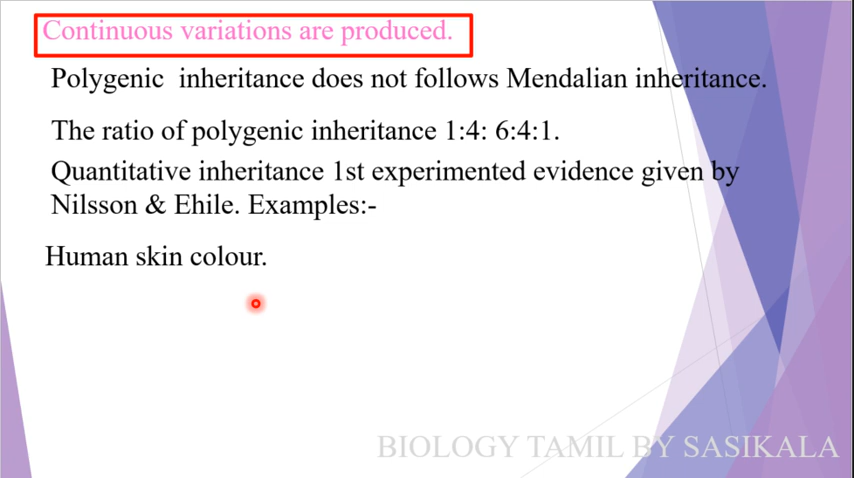 Continuous variations are produced.
Polygenic inheritance does not follows Mendalian inheritance.
The ratio of polygenic inheritance 1:4: 6:4:1.
Quantitative inheritance 1st experimented evidence given by
Nilsson & Ehile. Examples:-
Human skin colour.
BIOLOGY TAMIL BY SASIKALA